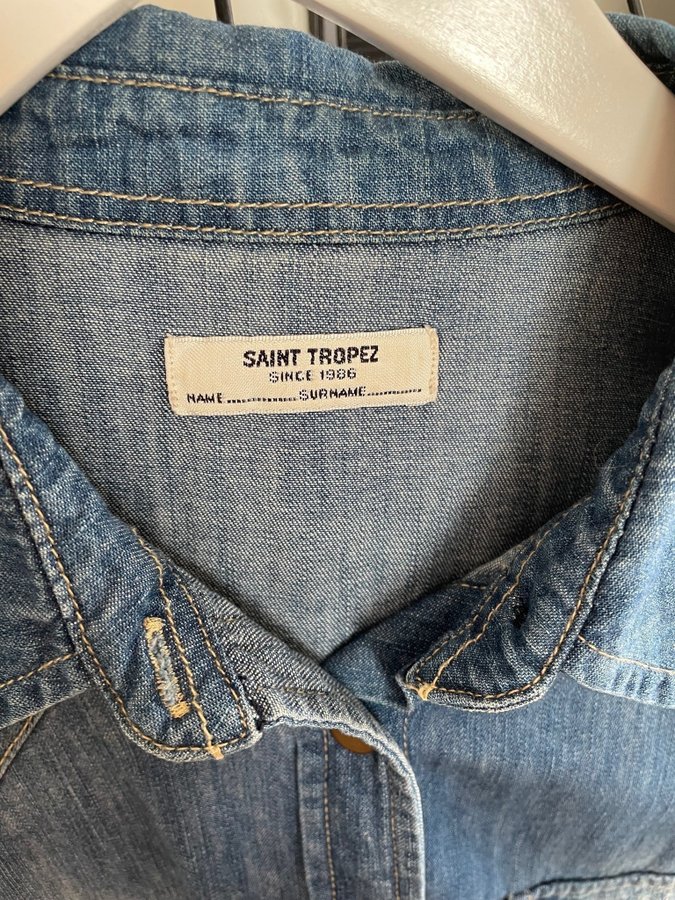 SAINT TROPEZ
SINCE 1986
NAME.............SURNAME...........